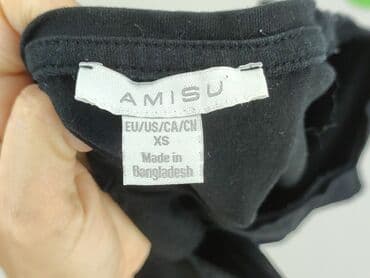 AMISU
EU/US/CA/CN
XS
Made in
Bangladesh